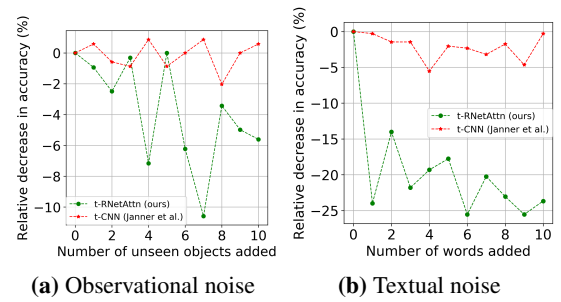 Relative decrease in accuracy (%)
0
−2
−4
−6
−8
−10
t-RNetAttn (ours)
t-CNN (Janner et al.)
0 2 4 6 8 10
Number of unseen objects added
(a) Observational noise
Relative decrease in accuracy (%)
0
−5
−10
−15
−20
−25
t-RNetAttn (ours)
t-CNN (Janner et al.)
0 2 4 6 8 10
Number of words added
(b) Textual noise